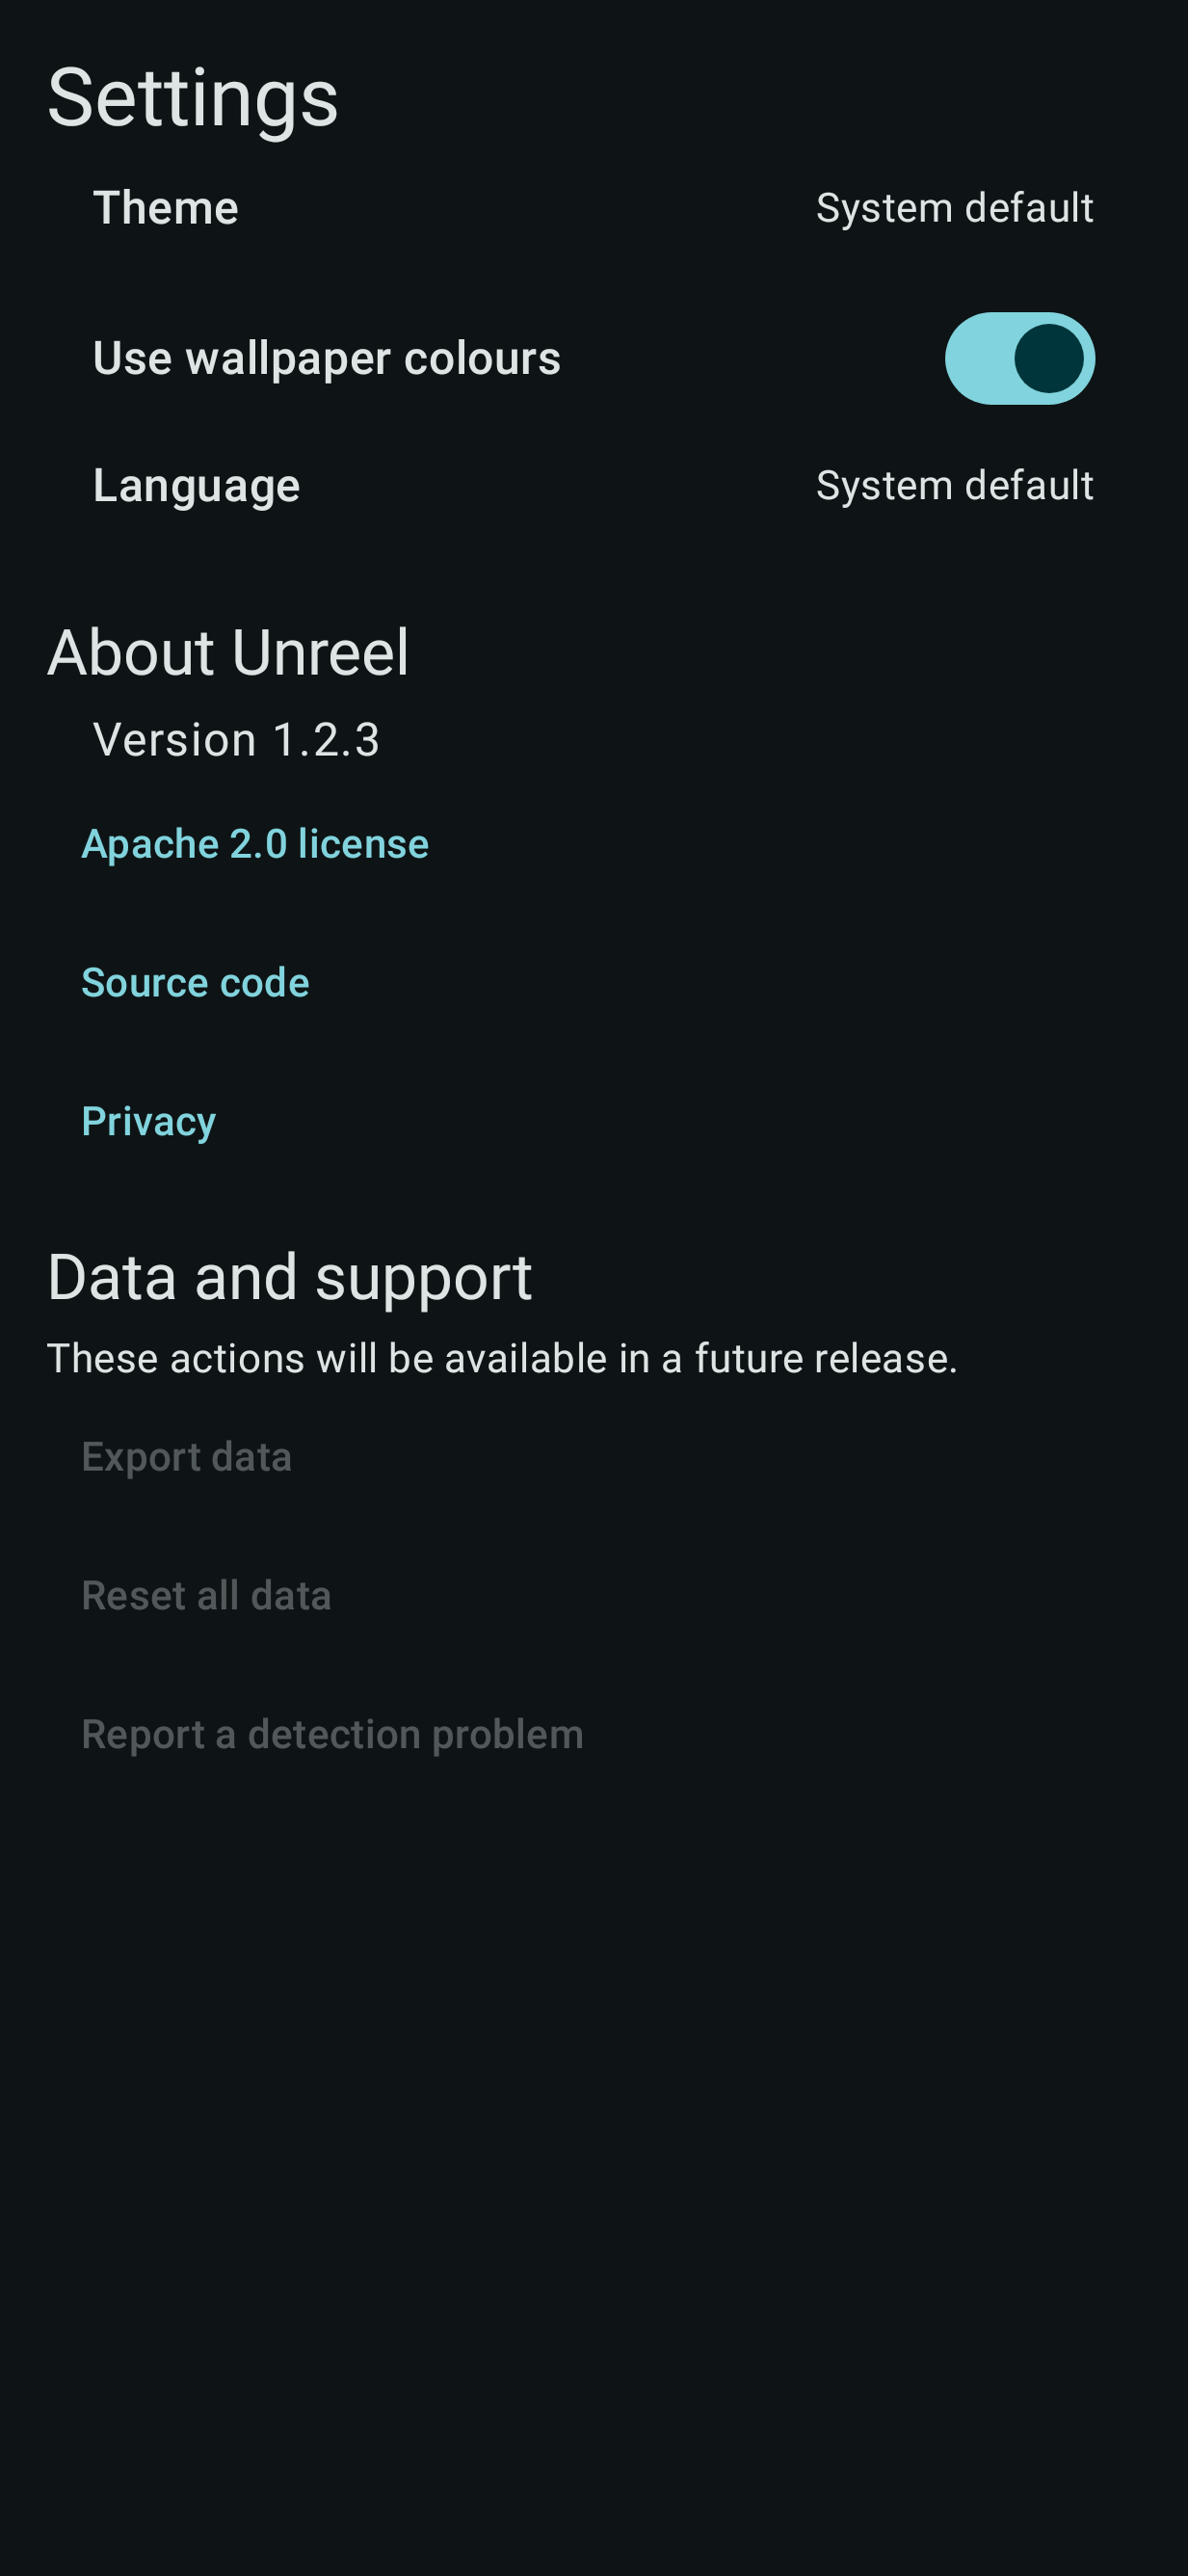 Settings
Theme
System default
Use wallpaper colours
Language
System default
About Unreel
Version 1.2.3
Apache 2.0 license
Source code
Privacy
Data and support
These actions will be available in a future release.
Export data
Reset all data
Report a detection problem